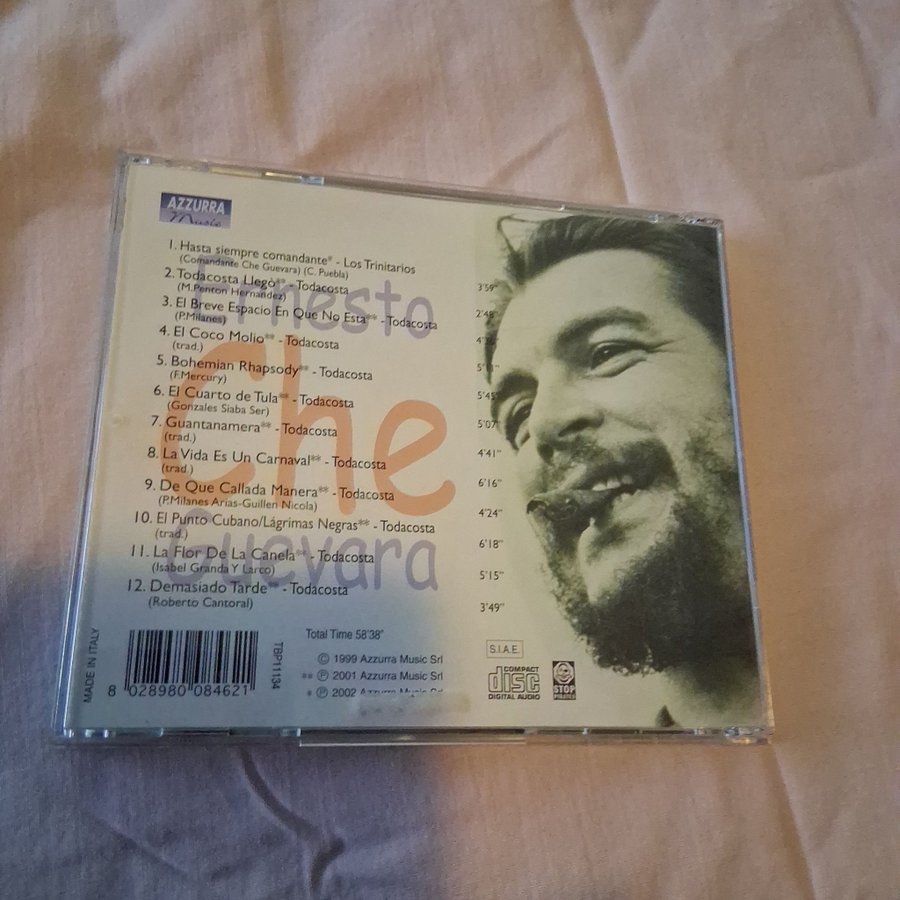 AZZURRA
Music
Ernesto
Che
Guevara
1. Hasta siempre comandante* - Los Trinitarios
(Comandante Che Guevara) (C. Puebla)
3'59"
2. Todacosta Llegò** - Todacosta
(M.Penton Hernandez)
2'48"
3. El Breve Espacio En Que No Esta** - Todacosta
(P.Milanes)
4. El Coco Molio** - Todacosta
(trad.)
5. Bohemian Rhapsody** - Todacosta
(F.Mercury)
5'45"
6. El Cuarto de Tula** - Todacosta
(Gonzales Siaba Ser)
5'07"
7. Guantanamera** - Todacosta
(trad.)
4'41"
8. La Vida Es Un Carnaval** - Todacosta
(trad.)
6'16"
9. De Que Callada Manera** - Todacosta
(P.Milanes Arias-Guillen Nicola)
4'24"
10. El Punto Cubano/Lágrimas Negras** - Todacosta
(trad.)
6'18"
11. La Flor De La Canela** - Todacosta
(Isabel Granda Y Larco)
5'15"
12. Demasiado Tarde** - Todacosta
(Roberto Cantoral)
3'49"
MADE IN ITALY
8 028980 084621
TBP11134
Total Time 58'38"
© 1999 Azzurra Music Srl
** ℗ 2001 Azzurra Music Srl
* ℗ 2002 Azzurra Music Srl
S.I.A.E.
COMPACT
disc
DIGITAL AUDIO
STOP